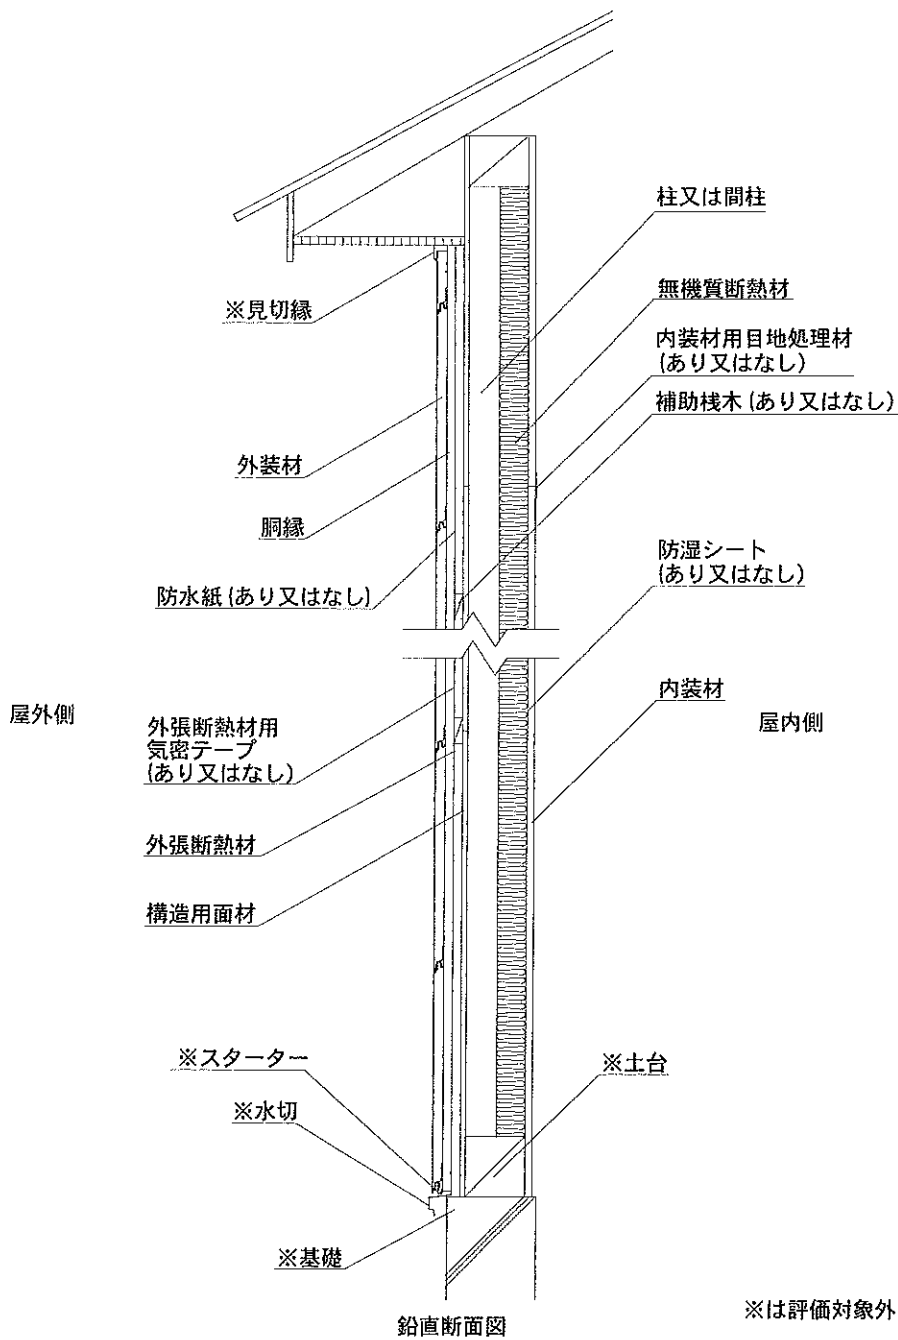 柱又は間柱
無機質断熱材
※見切縁
内装材用目地処理材
(あり又はなし)
補助桟木(あり又はなし)
外装材
胴縁
防湿シート
(あり又はなし)
防水紙(あり又はなし)
内装材
屋外側
屋内側
外張断熱材用
気密テープ
(あり又はなし)
外張断熱材
構造用面材
※スターター
※土台
※水切
※基礎
※は評価対象外
鉛直断面図